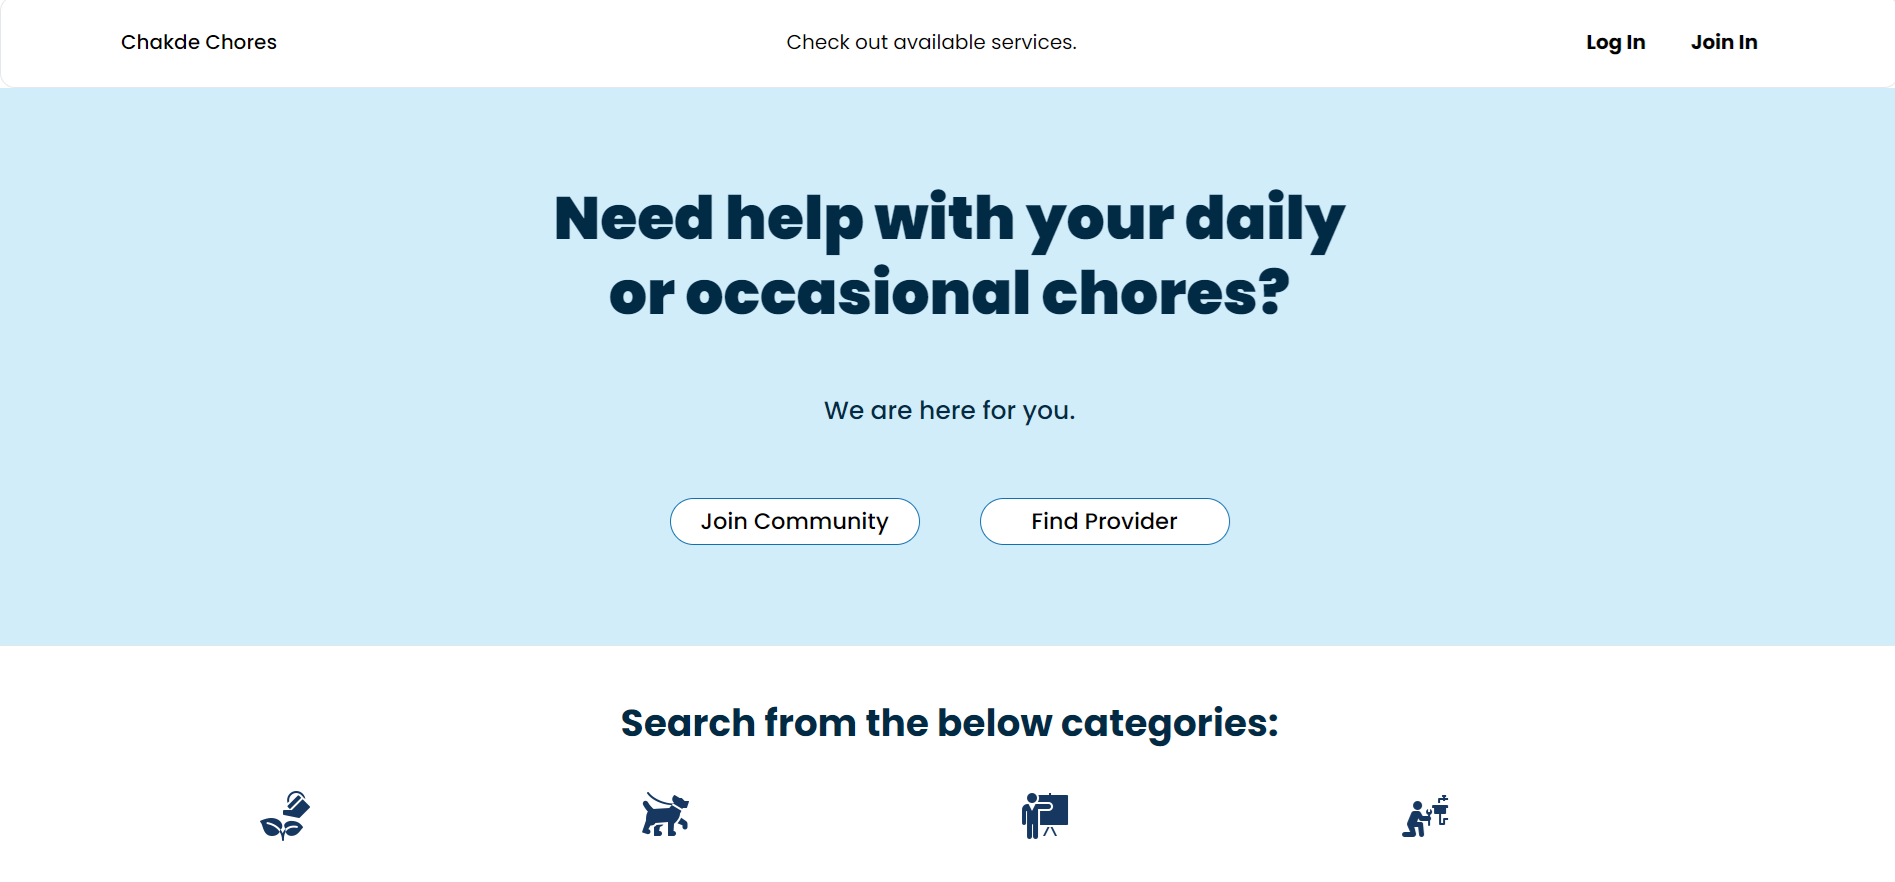 Chakde Chores
Check out available services.
Log In
Join In
Need help with your daily
or occasional chores?
We are here for you.
Join Community
Find Provider
Search from the below categories: